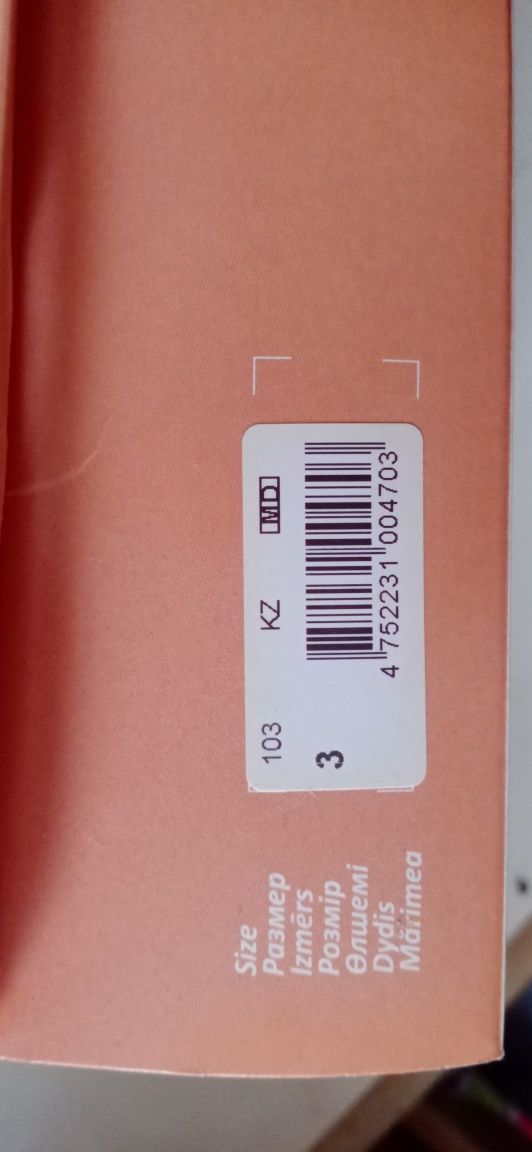 Size
Размер
Izmērs
Розмір
Өлшемі
Dydis
Mărimea
103 KZ MD
3
4 752231 004703